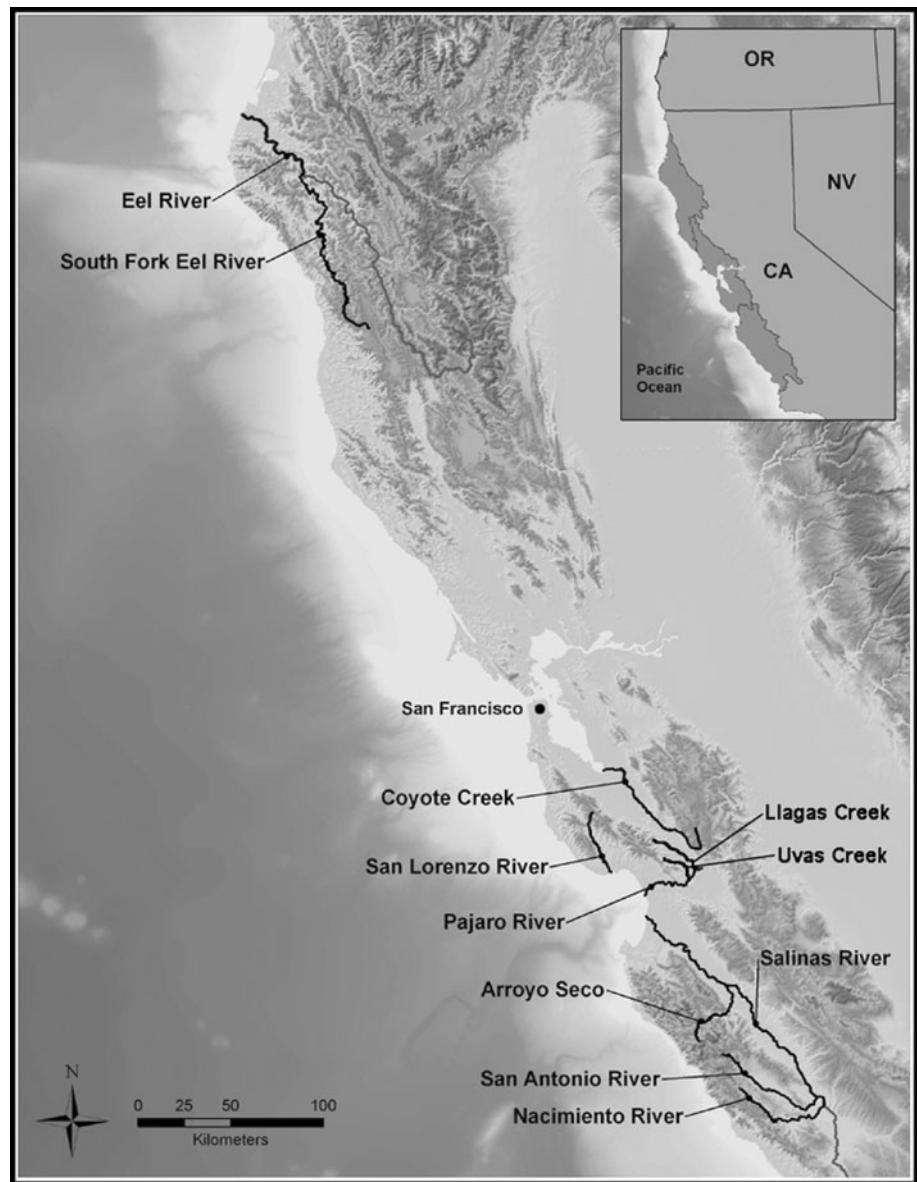 OR
NV
CA
Pacific
Ocean
Eel River
South Fork Eel River
San Francisco
Coyote Creek
Llagas Creek
San Lorenzo River
Uvas Creek
Pajaro River
Salinas River
Arroyo Seco
San Antonio River
Nacimiento River
N
0 25 50 100
Kilometers